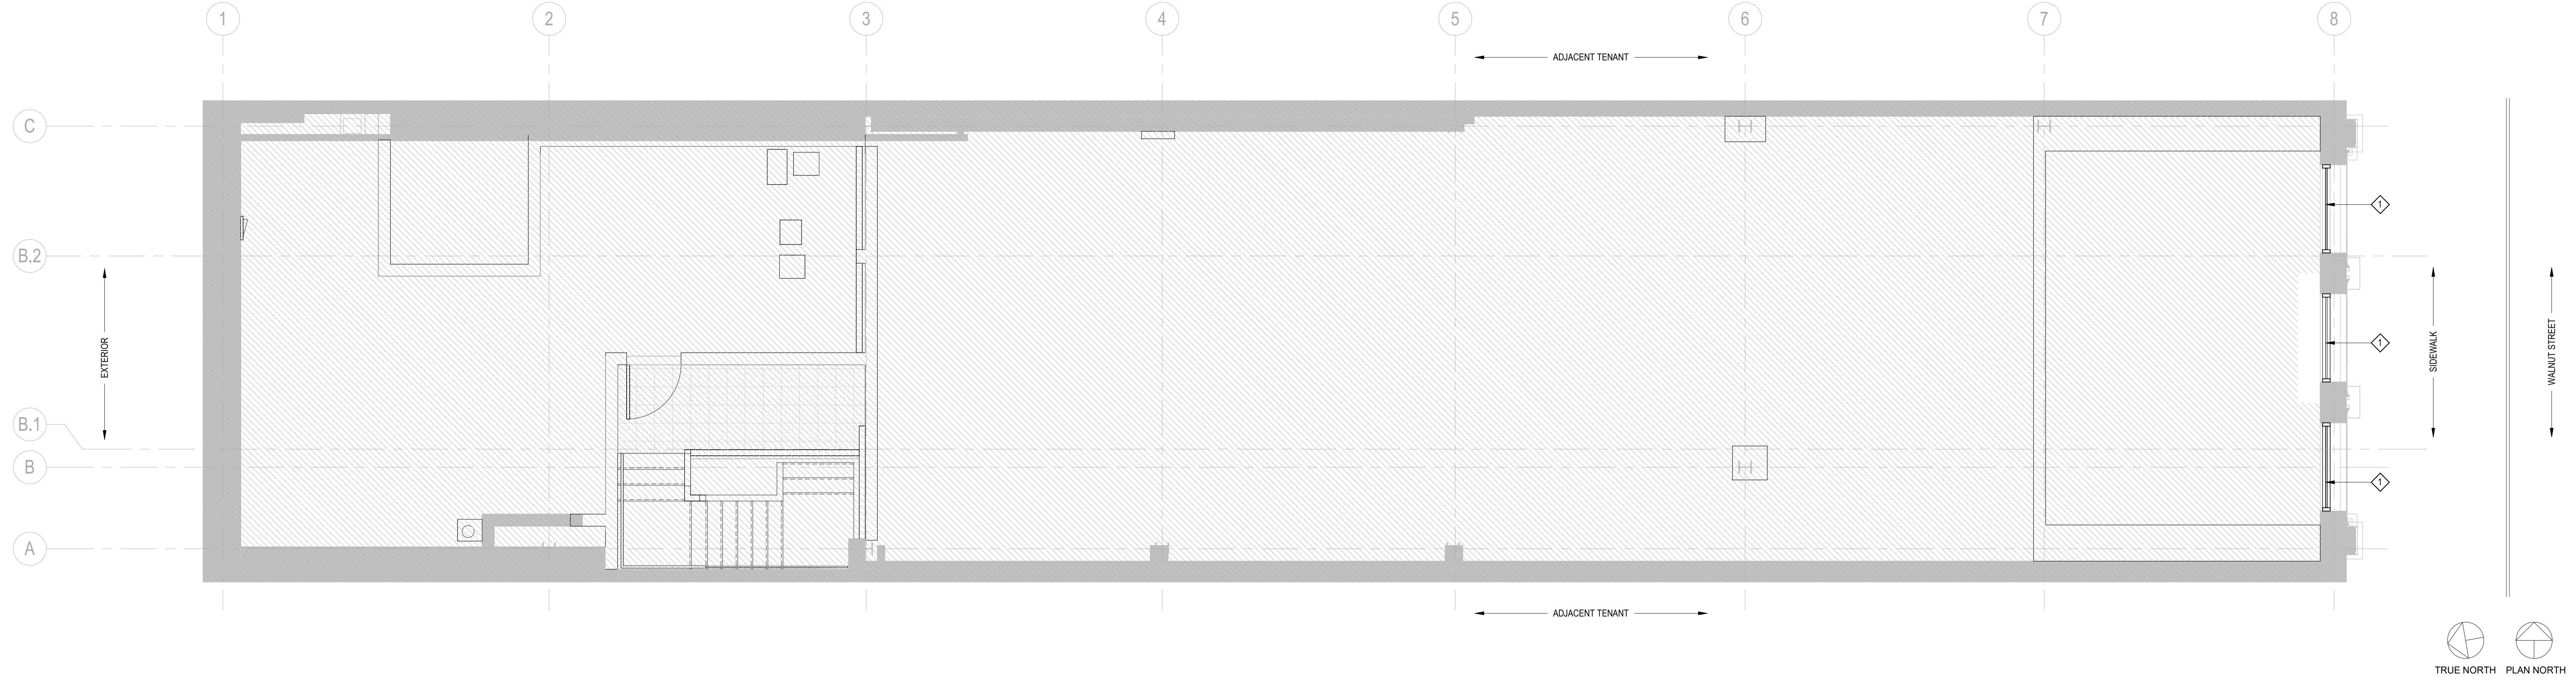 1 2 3 4 5 6 7 8
ADJACENT TENANT
C
1
B.2
EXTERIOR
SIDEWALK
WALNUT STREET
1
B.1
B
1
A
ADJACENT TENANT
TRUE NORTH PLAN NORTH